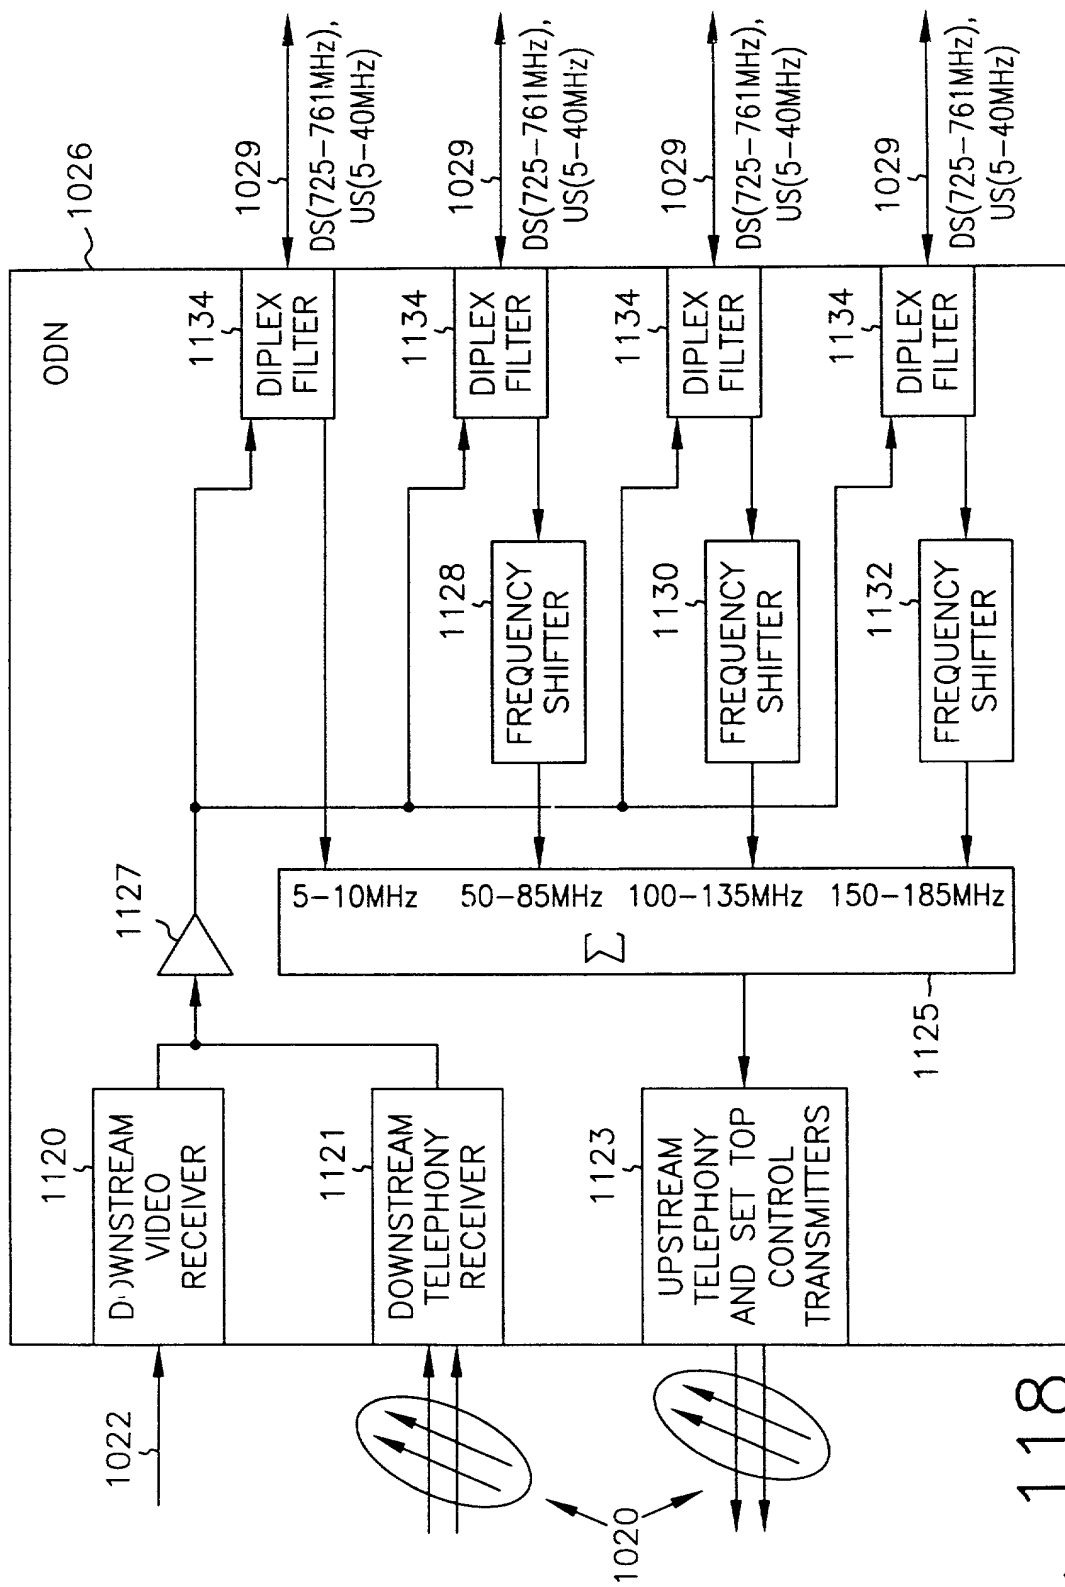 1026
ODN
1022
1120
DOWNSTREAM
VIDEO
RECEIVER
1127
1134
DIPLEX
FILTER
1029
DS(725-761MHz),
US(5-40MHz)
1121
DOWNSTREAM
TELEPHONY
RECEIVER
1020
1128
FREQUENCY
SHIFTER
1134
DIPLEX
FILTER
1029
DS(725-761MHz),
US(5-40MHz)
5-10MHz
50-85MHz
100-135MHz
150-185MHz
Σ
1125
1130
FREQUENCY
SHIFTER
1134
DIPLEX
FILTER
1029
DS(725-761MHz),
US(5-40MHz)
1123
UPSTREAM
TELEPHONY
AND SET TOP
CONTROL
TRANSMITTERS
1132
FREQUENCY
SHIFTER
1134
DIPLEX
FILTER
1029
DS(725-761MHz),
US(5-40MHz)
118